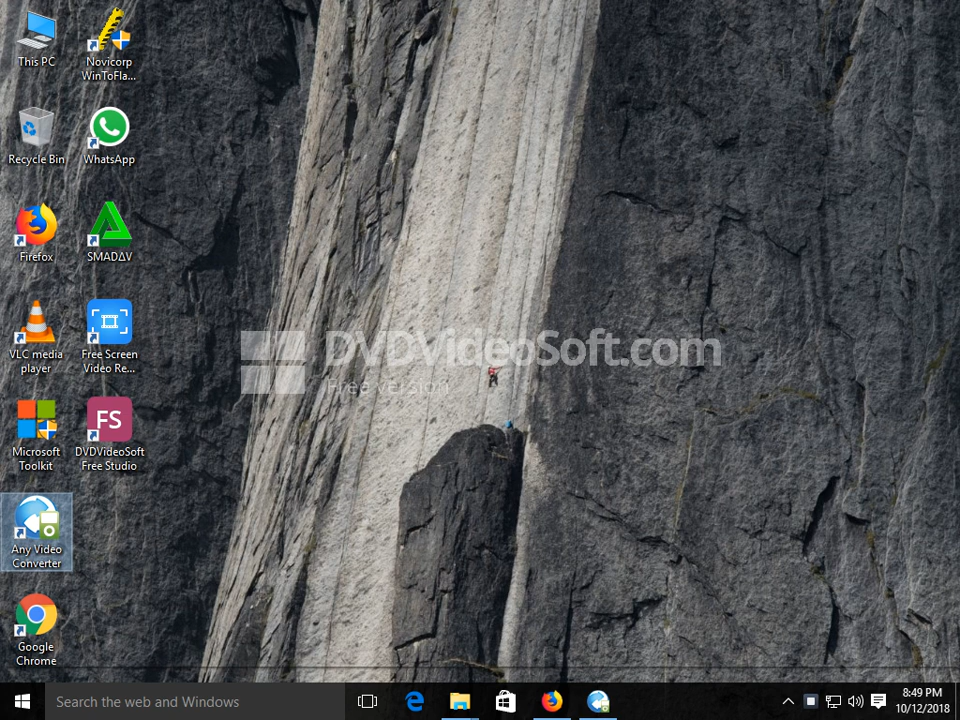 This PC
Novicorp
WinToFla...
Recycle Bin
WhatsApp
Firefox
SMADΔV
VLC media
player
Free Screen
Video Re...
DVDVideoSoft.com
Free version
Microsoft
Toolkit
FS
DVDVideoSoft
Free Studio
Any Video
Converter
Google
Chrome
Search the web and Windows
8:49 PM
10/12/2018